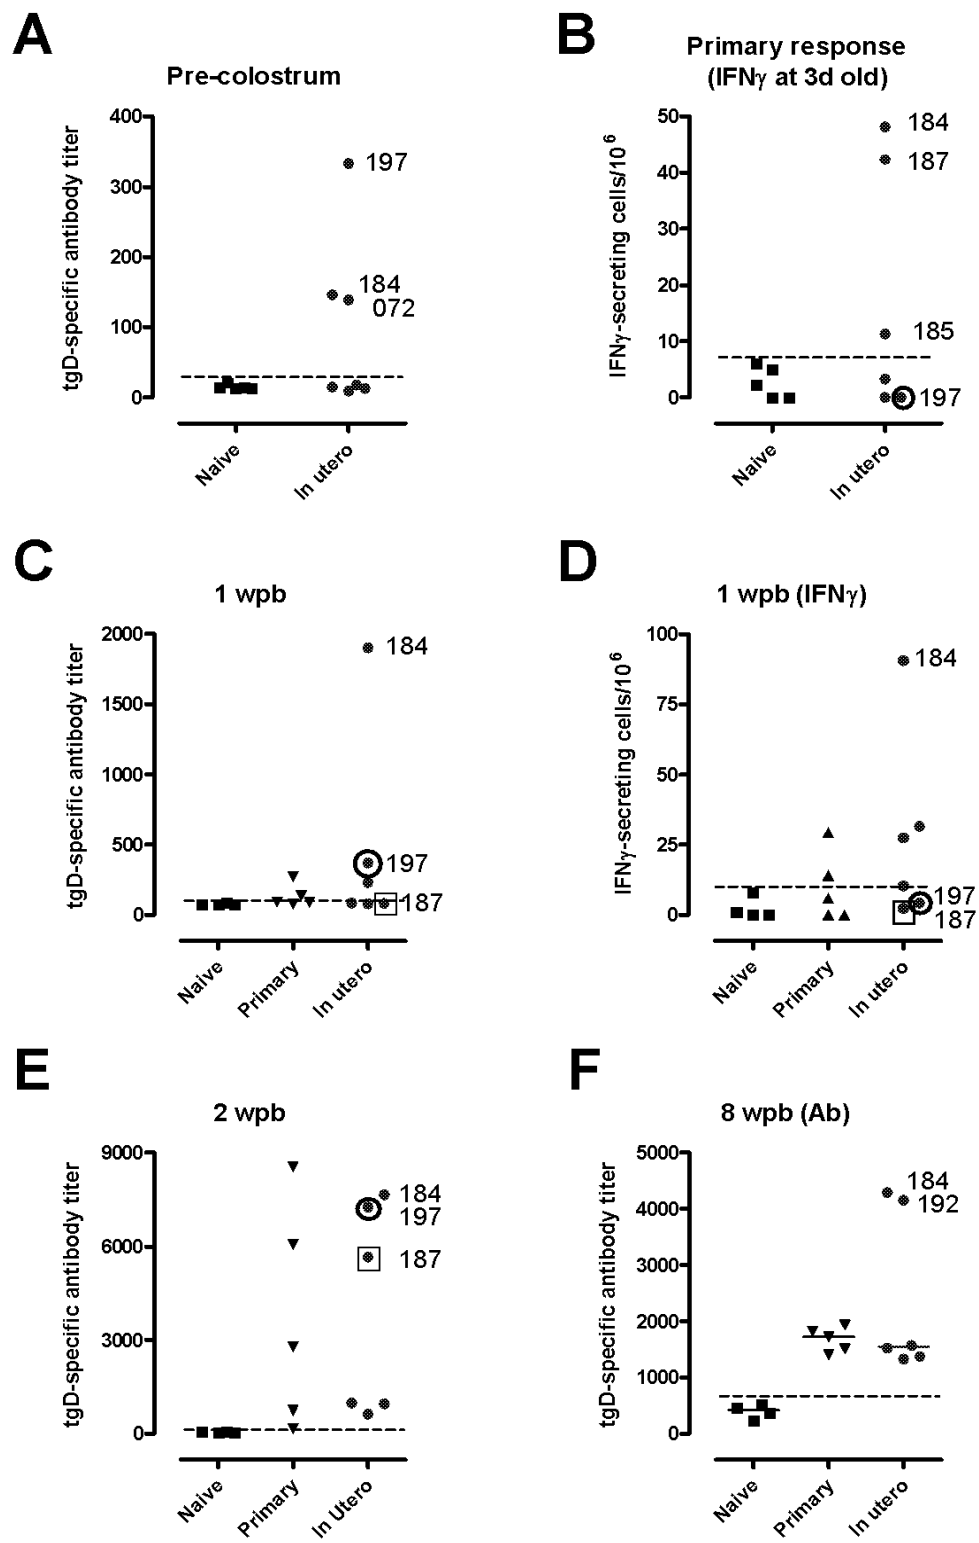 A
Pre-colostrum
tgD-specific antibody titer
400
300
200
100
0
197
184
072
Naive
In utero
B
Primary response
(IFNγ at 3d old)
IFNγ-secreting cells/10^6
50
40
30
20
10
0
184
187
185
197
Naive
In utero
C
1 wpb
tgD-specific antibody titer
2000
1500
1000
500
0
184
197
187
Naive
Primary
In utero
D
1 wpb (IFNγ)
IFNγ-secreting cells/10^6
100
75
50
25
0
184
197
187
Naive
Primary
In utero
E
2 wpb
tgD-specific antibody titer
9000
6000
3000
0
184
197
187
Naive
Primary
In Utero
F
8 wpb (Ab)
tgD-specific antibody titer
5000
4000
3000
2000
1000
0
184
192
Naive
Primary
In utero